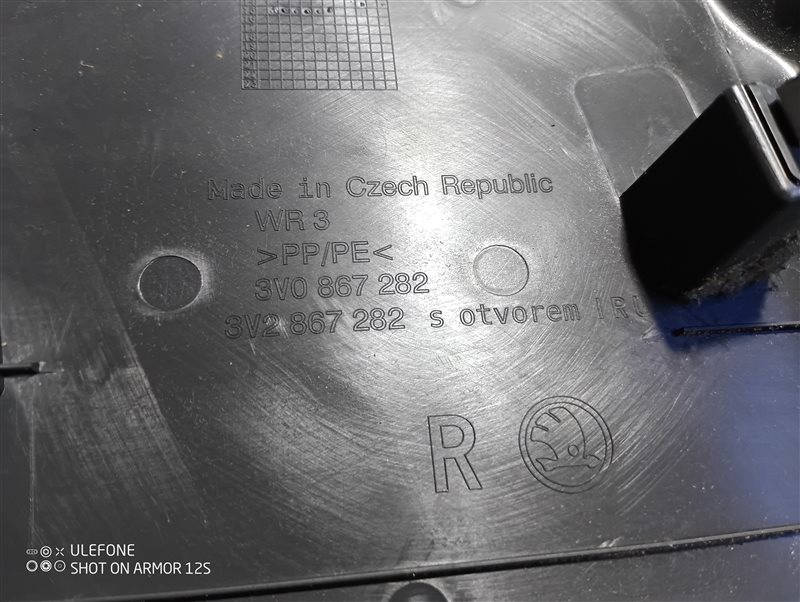 Made in Czech Republic
WR 3
>PP/PE<
3V0 867 282
3V2 867 282 s otvorem IRU
R
ULEFONE
SHOT ON ARMOR 12S